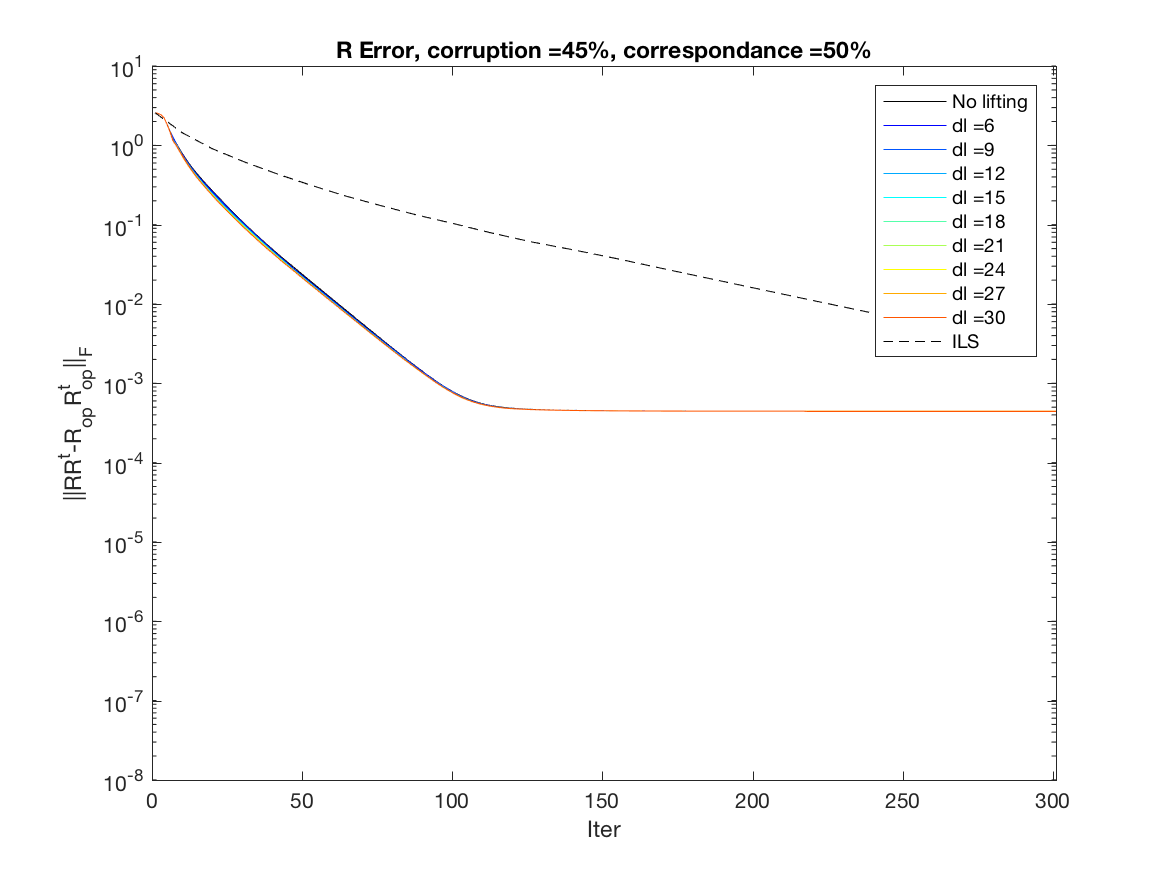 R Error, corruption =45%, correspondance =50%
10^1
10^0
10^-1
10^-2
10^-3
10^-4
10^-5
10^-6
10^-7
10^-8
||RR^t-R_op R^t_op||_F
0 50 100 150 200 250 300
Iter
No lifting
dl =6
dl =9
dl =12
dl =15
dl =18
dl =21
dl =24
dl =27
dl =30
ILS